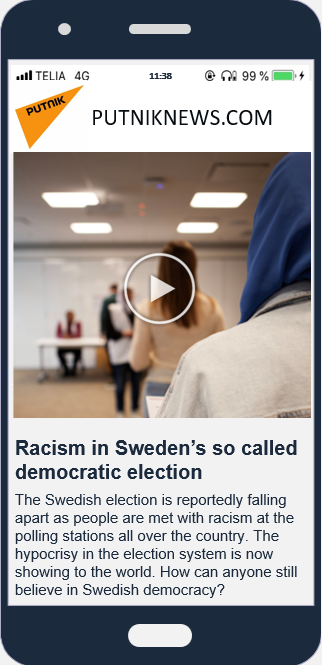 TELIA 4G 11:38 99 %
PUTNIK PUTNIKNEWS.COM
Racism in Sweden’s so called
democratic election
The Swedish election is reportedly falling
apart as people are met with racism at the
polling stations all over the country. The
hypocrisy in the election system is now
showing to the world. How can anyone still
believe in Swedish democracy?